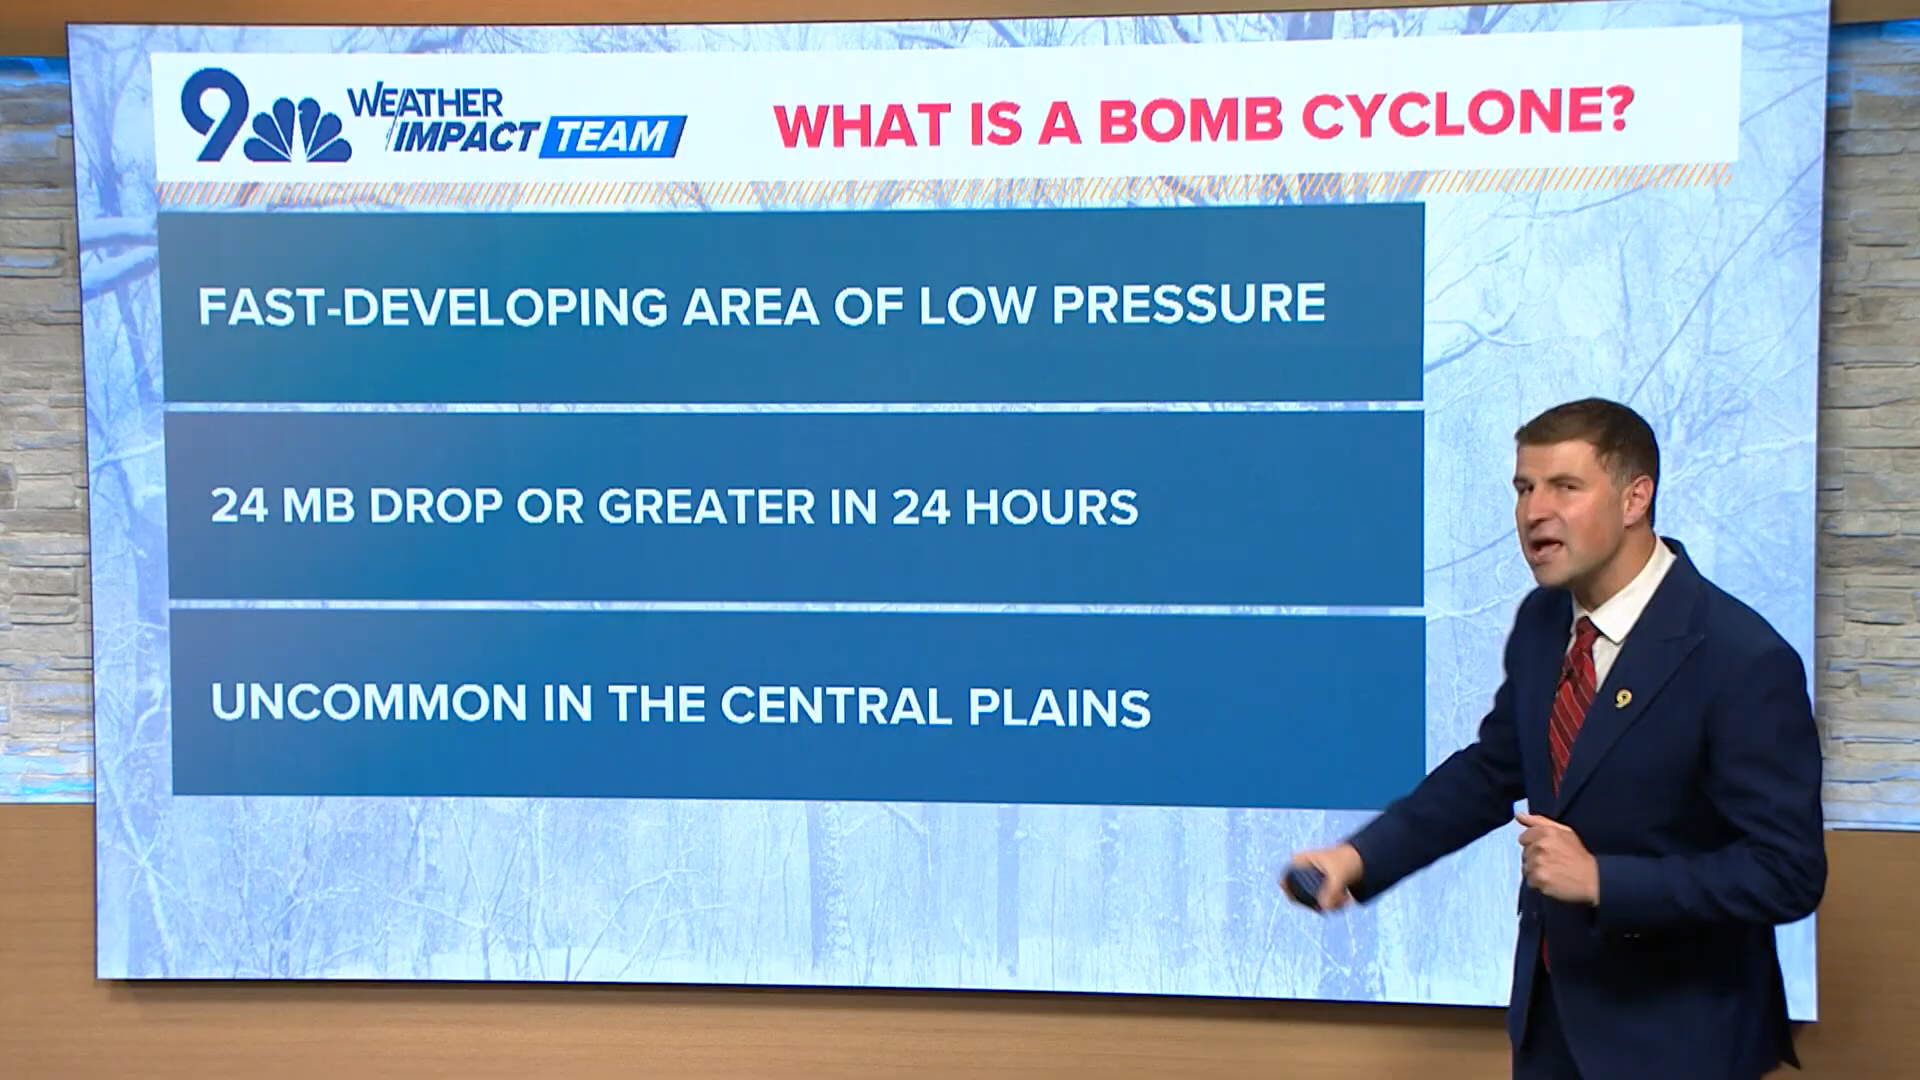 9 WEATHER IMPACT TEAM
WHAT IS A BOMB CYCLONE?
FAST-DEVELOPING AREA OF LOW PRESSURE
24 MB DROP OR GREATER IN 24 HOURS
UNCOMMON IN THE CENTRAL PLAINS
9